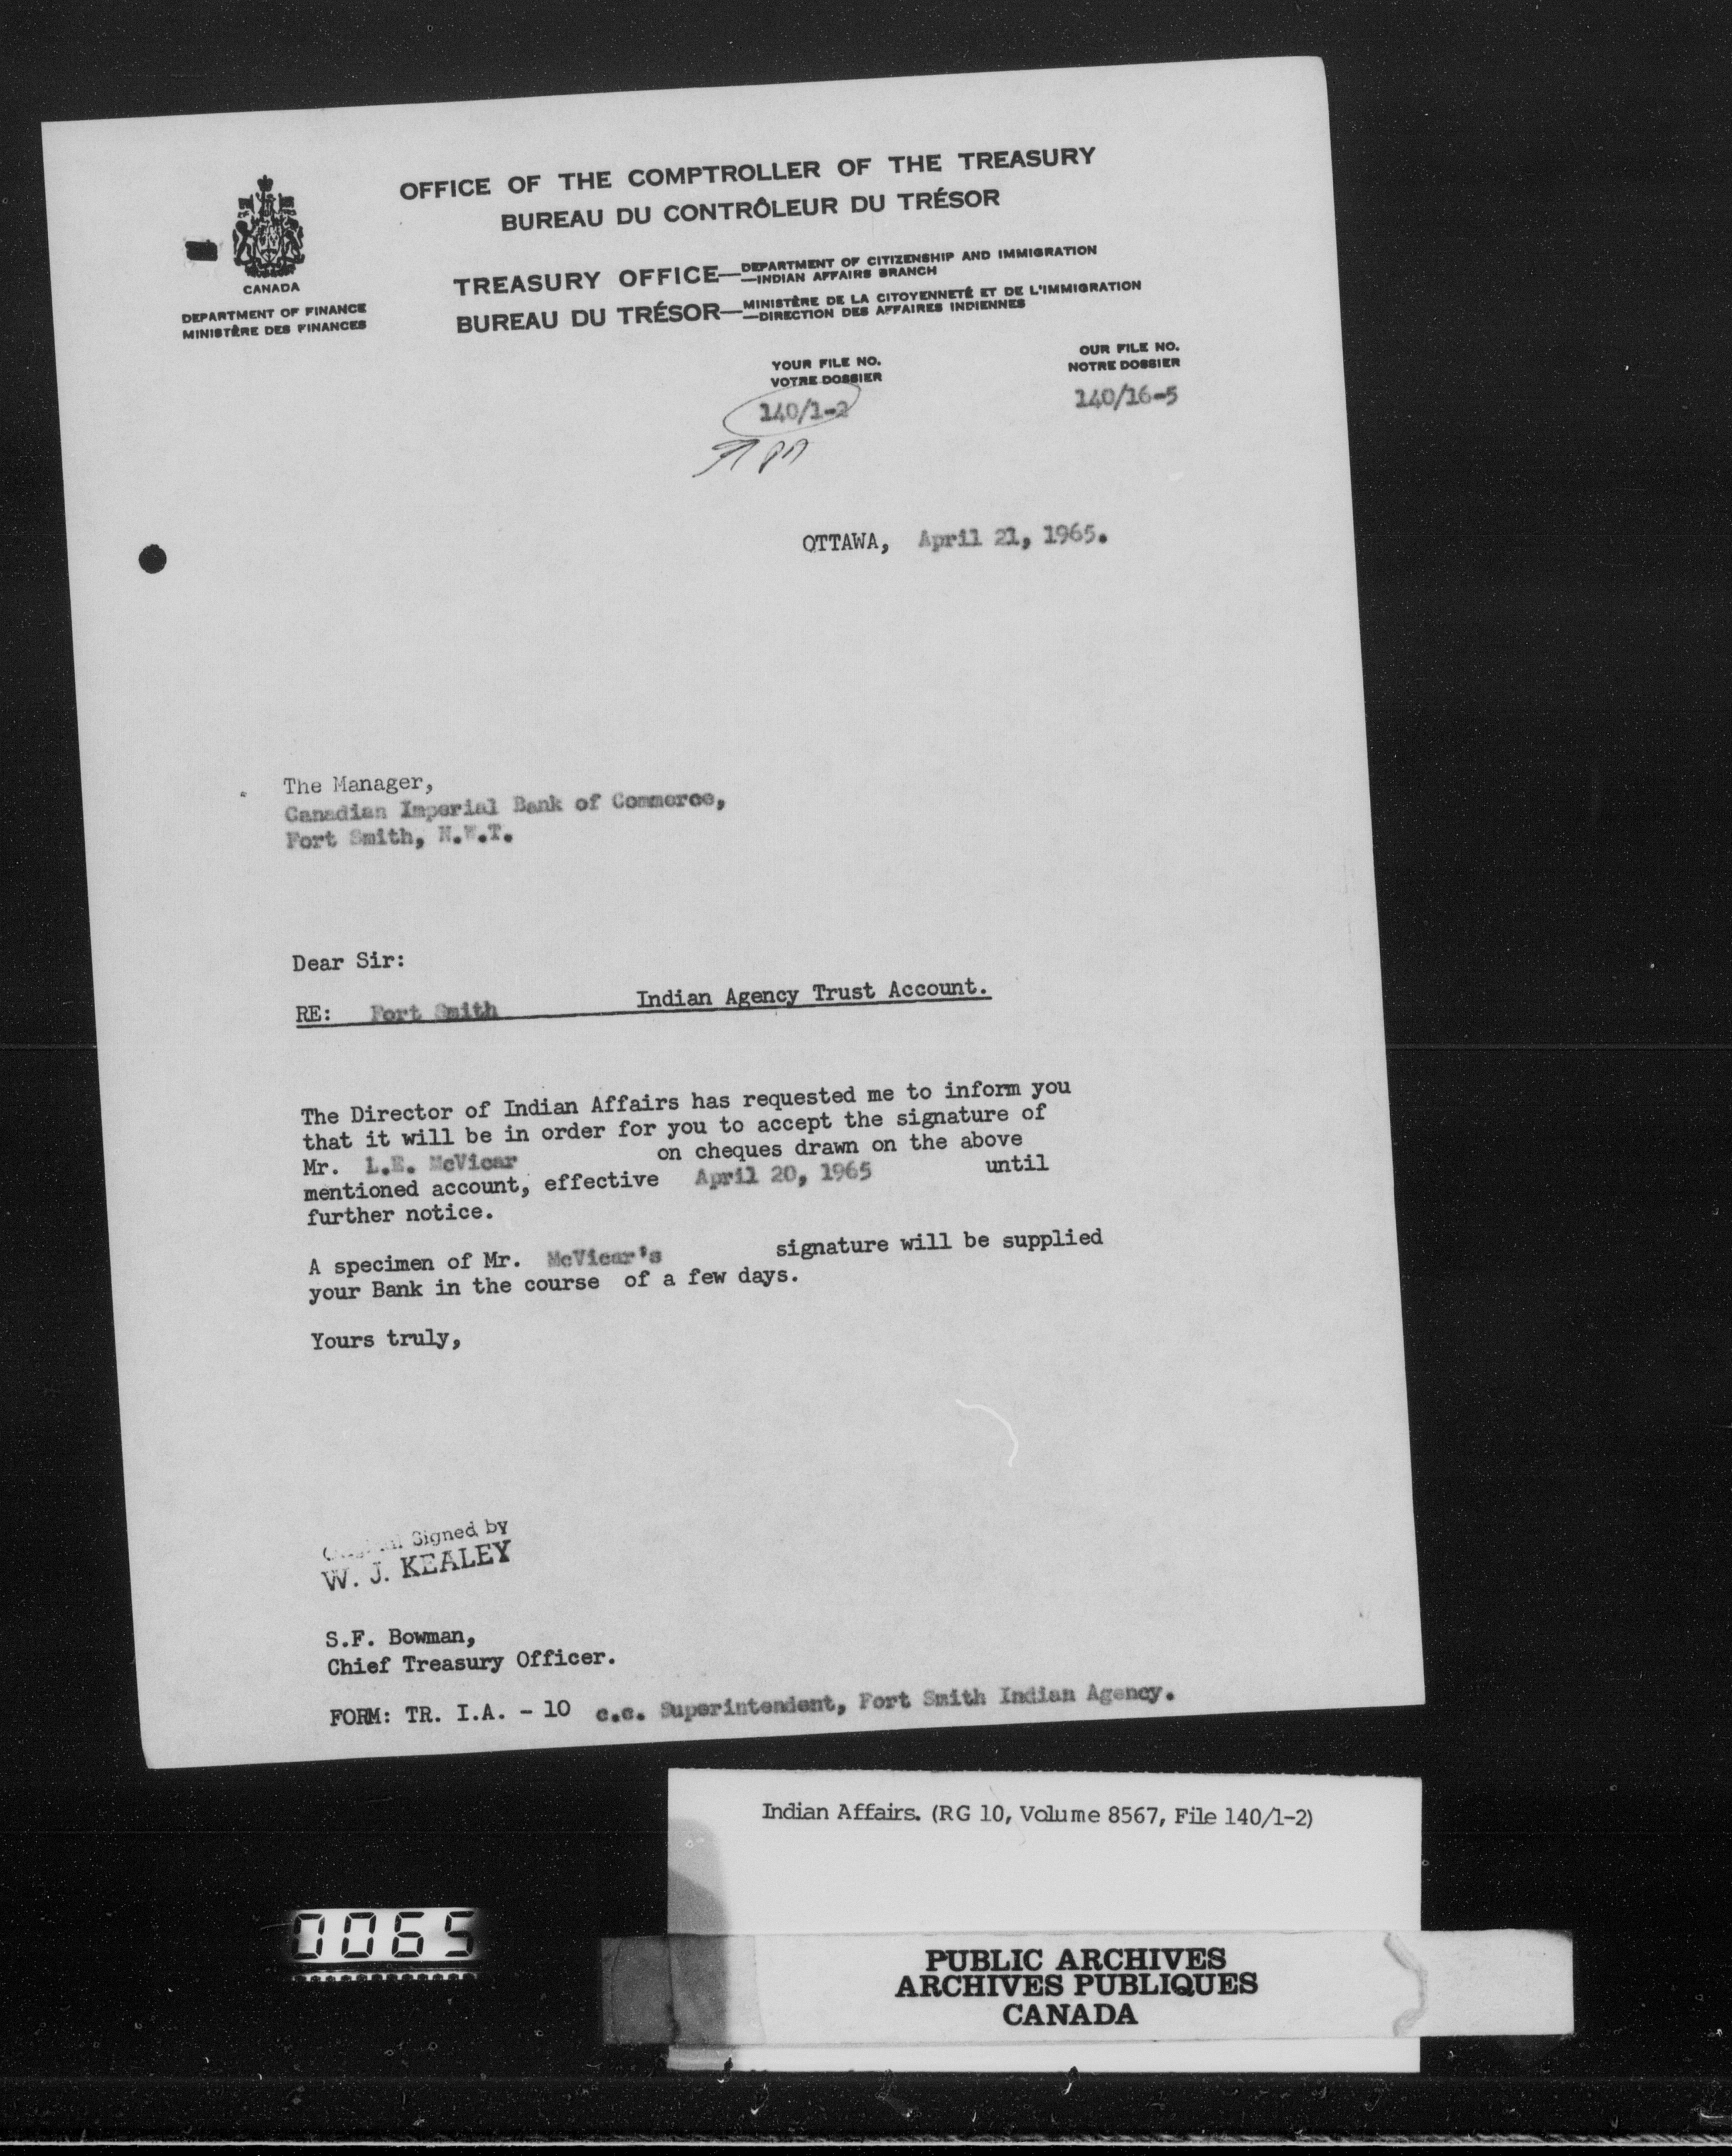 OFFICE OF THE COMPTROLLER OF THE TREASURY
BUREAU DU CONTRÔLEUR DU TRÉSOR
CANADA
DEPARTMENT OF FINANCE
MINISTÈRE DES FINANCES
TREASURY OFFICE—DEPARTMENT OF CITIZENSHIP AND IMMIGRATION
—INDIAN AFFAIRS BRANCH
BUREAU DU TRÉSOR—MINISTÈRE DE LA CITOYENNETÉ ET DE L'IMMIGRATION
—DIRECTION DES AFFAIRES INDIENNES
YOUR FILE NO.
VOTRE DOSSIER
140/1-2
OUR FILE NO.
NOTRE DOSSIER
140/16-5
OTTAWA, April 21, 1965.
The Manager,
Canadian Imperial Bank of Commerce,
Fort Smith, N.W.T.
Dear Sir:
RE: Fort Smith Indian Agency Trust Account.
The Director of Indian Affairs has requested me to inform you
that it will be in order for you to accept the signature of
Mr. L.E. McVicar on cheques drawn on the above
mentioned account, effective April 20, 1965 until
further notice.
A specimen of Mr. McVicar's signature will be supplied
your Bank in the course of a few days.
Yours truly,
Signed by
W. J. KEALEY
S.F. Bowman,
Chief Treasury Officer.
FORM: TR. I.A. - 10 c.c. Superintendent, Fort Smith Indian Agency.
Indian Affairs. (RG 10, Volume 8567, File 140/1-2)
0065
PUBLIC ARCHIVES
ARCHIVES PUBLIQUES
CANADA